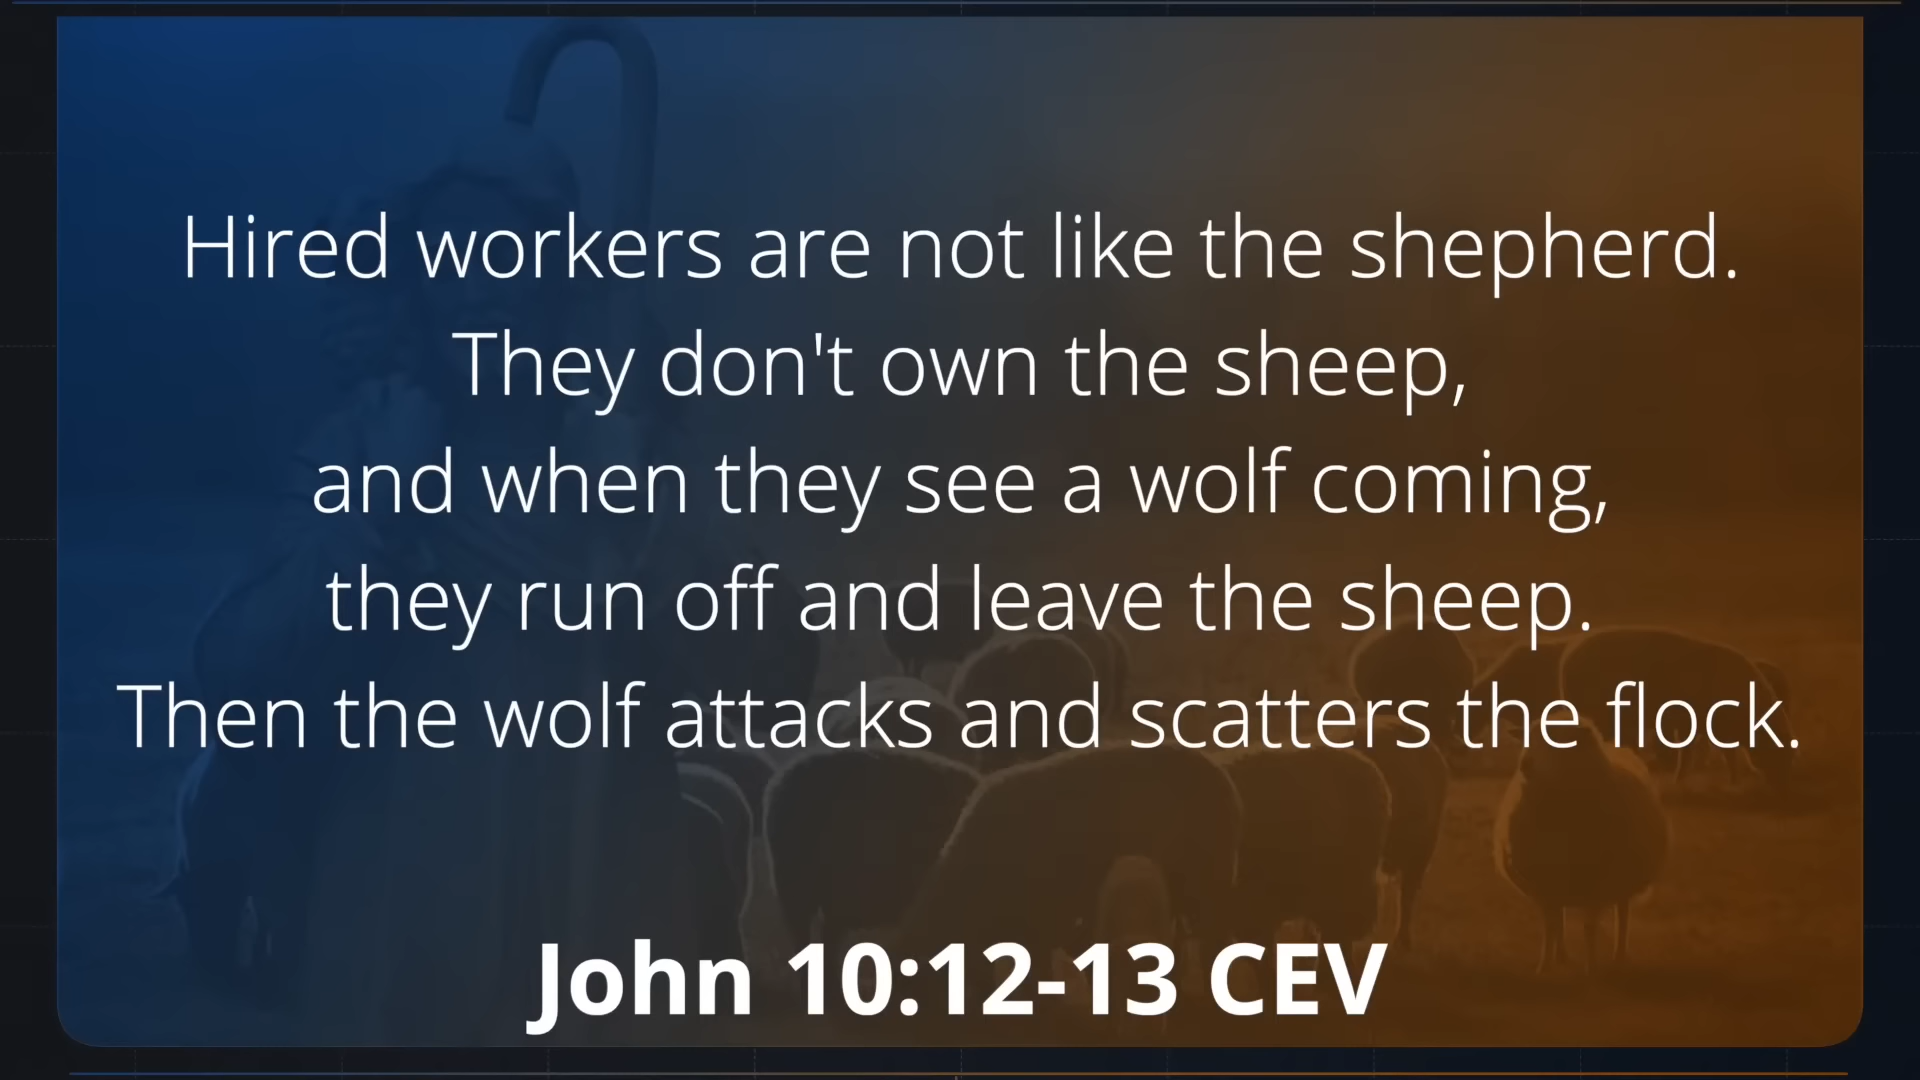 Hired workers are not like the shepherd.
They don't own the sheep,
and when they see a wolf coming,
they run off and leave the sheep.
Then the wolf attacks and scatters the flock.
John 10:12-13 CEV